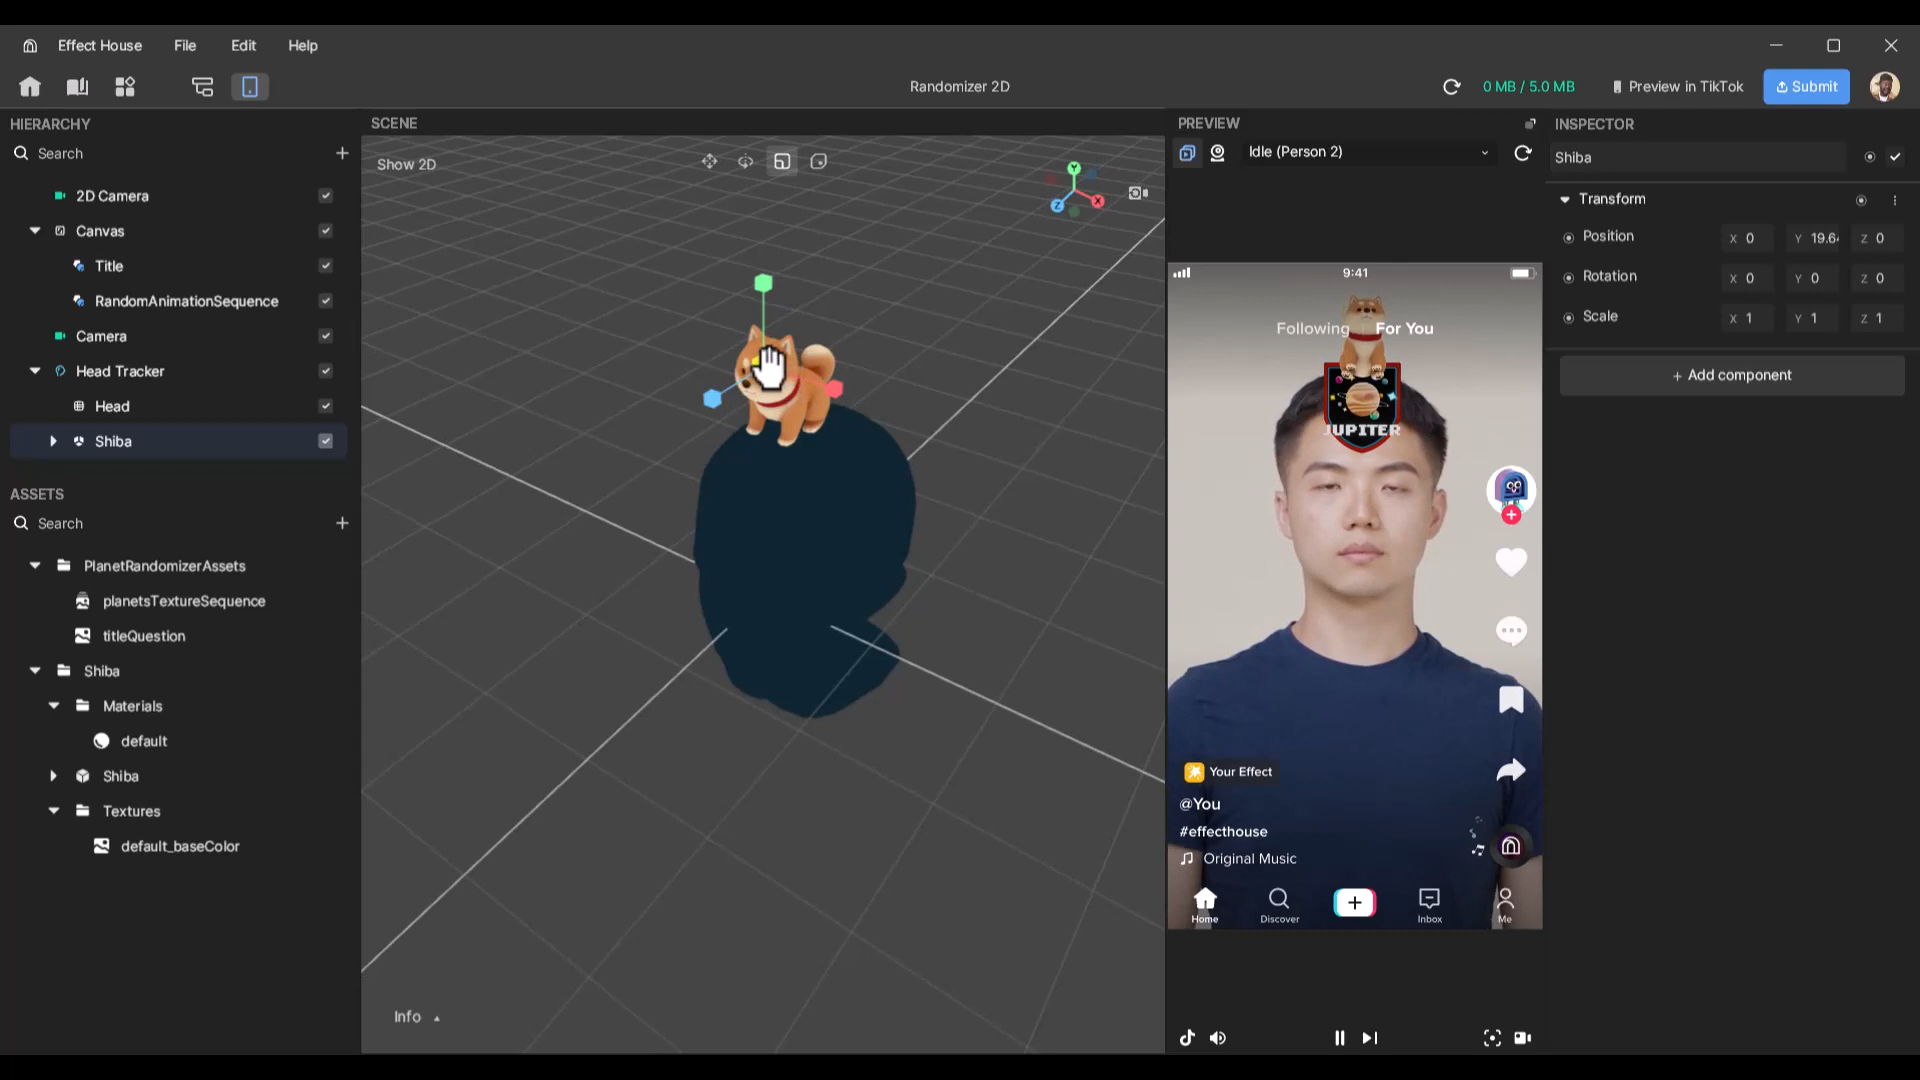 Effect House File Edit Help
Randomizer 2D
0 MB / 5.0 MB
Preview in TikTok
Submit
HIERARCHY
Search
2D Camera
Canvas
Title
RandomAnimationSequence
Camera
Head Tracker
Head
Shiba
ASSETS
Search
PlanetRandomizerAssets
planetsTextureSequence
titleQuestion
Shiba
Materials
default
Shiba
Textures
default_baseColor
SCENE
Show 2D
Y
X
Z
Info
PREVIEW
Idle (Person 2)
9:41
Following For You
JUPITER
Your Effect
@You
#effecthouse
Original Music
Home Discover Inbox Me
INSPECTOR
Shiba
Transform
Position X 0 Y 19.6 Z 0
Rotation X 0 Y 0 Z 0
Scale X 1 Y 1 Z 1
+ Add component